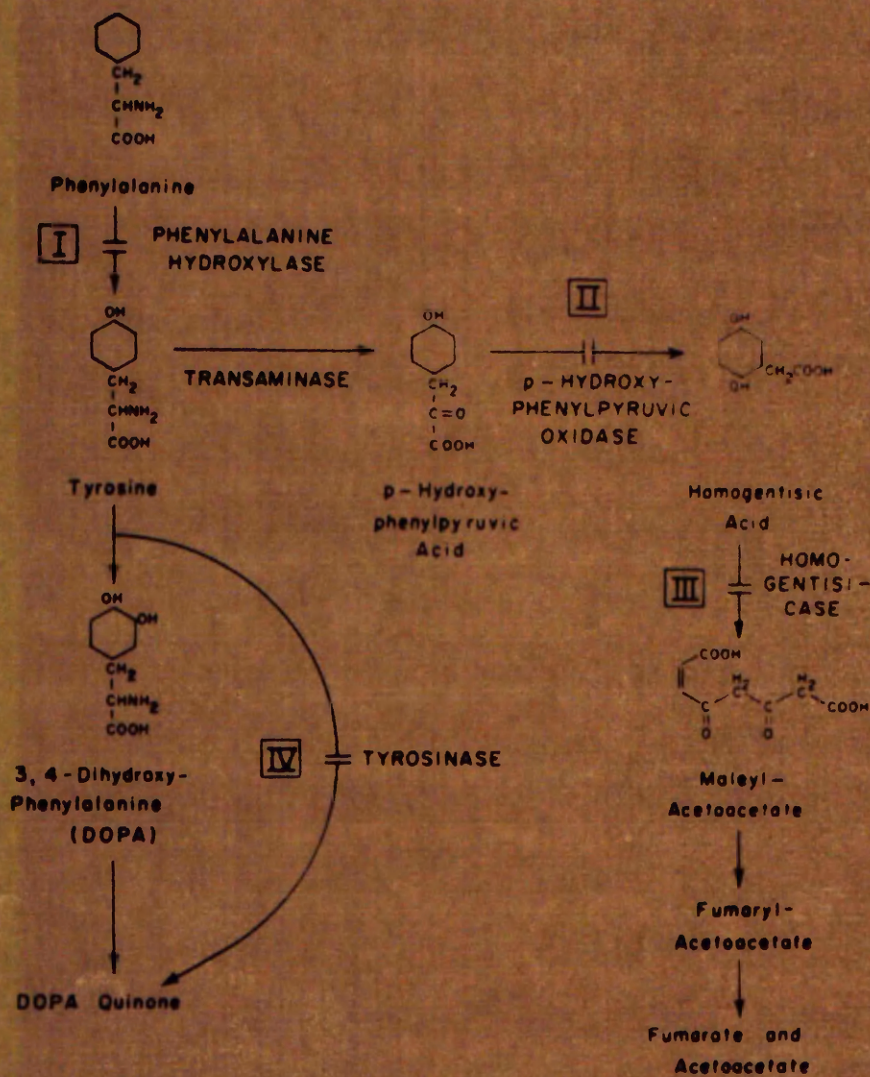 CH2
CHNH2
COOH
Phenylalanine
I
PHENYLALANINE
HYDROXYLASE
OH
CH2
CHNH2
COOH
Tyrosine
TRANSAMINASE
OH
CH2
C=O
COOH
p-Hydroxy-
phenylpyruvic
Acid
II
p-HYDROXY-
PHENYLPYRUVIC
OXIDASE
OH
OH
CH2COOH
Homogentisic
Acid
III
HOMO-
GENTISI-
CASE
COOH
H2
H2
C
C
C
C
COOH
O
O
Maleyl-
Acetoacetate
Fumaryl-
Acetoacetate
Fumarate and
Acetoacetate
OH
OH
CH2
CHNH2
COOH
3, 4-Dihydroxy-
Phenylalanine
(DOPA)
IV
TYROSINASE
DOPA Quinone